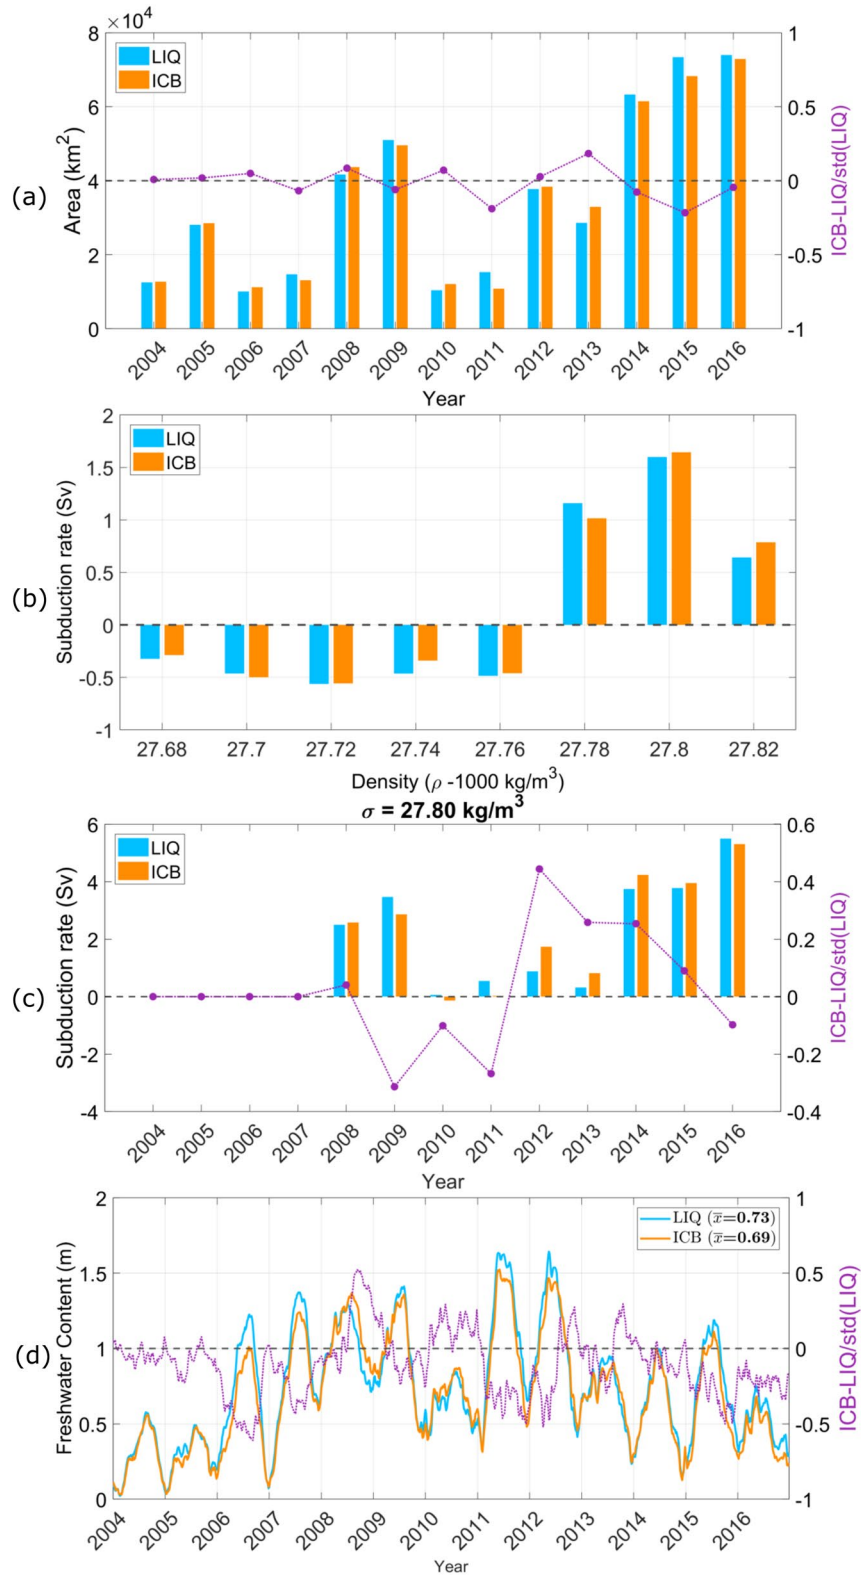 (a)
×10⁴
LIQ
ICB
8
6
4
2
0
Area (km²)
1
0.5
0
-0.5
-1
ICB-LIQ/std(LIQ)
2004 2005 2006 2007 2008 2009 2010 2011 2012 2013 2014 2015 2016
Year
(b)
LIQ
ICB
2
1.5
1
0.5
0
-0.5
-1
Subduction rate (Sv)
27.68 27.7 27.72 27.74 27.76 27.78 27.8 27.82
Density (ρ -1000 kg/m³)
σ = 27.80 kg/m³
(c)
LIQ
ICB
6
4
2
0
-2
-4
Subduction rate (Sv)
0.6
0.4
0.2
0
-0.2
-0.4
ICB-LIQ/std(LIQ)
2004 2005 2006 2007 2008 2009 2010 2011 2012 2013 2014 2015 2016
Year
(d)
LIQ (x̅=0.73)
ICB (x̅=0.69)
2
1.5
1
0.5
0
Freshwater Content (m)
1
0.5
0
-0.5
-1
ICB-LIQ/std(LIQ)
2004 2005 2006 2007 2008 2009 2010 2011 2012 2013 2014 2015 2016
Year